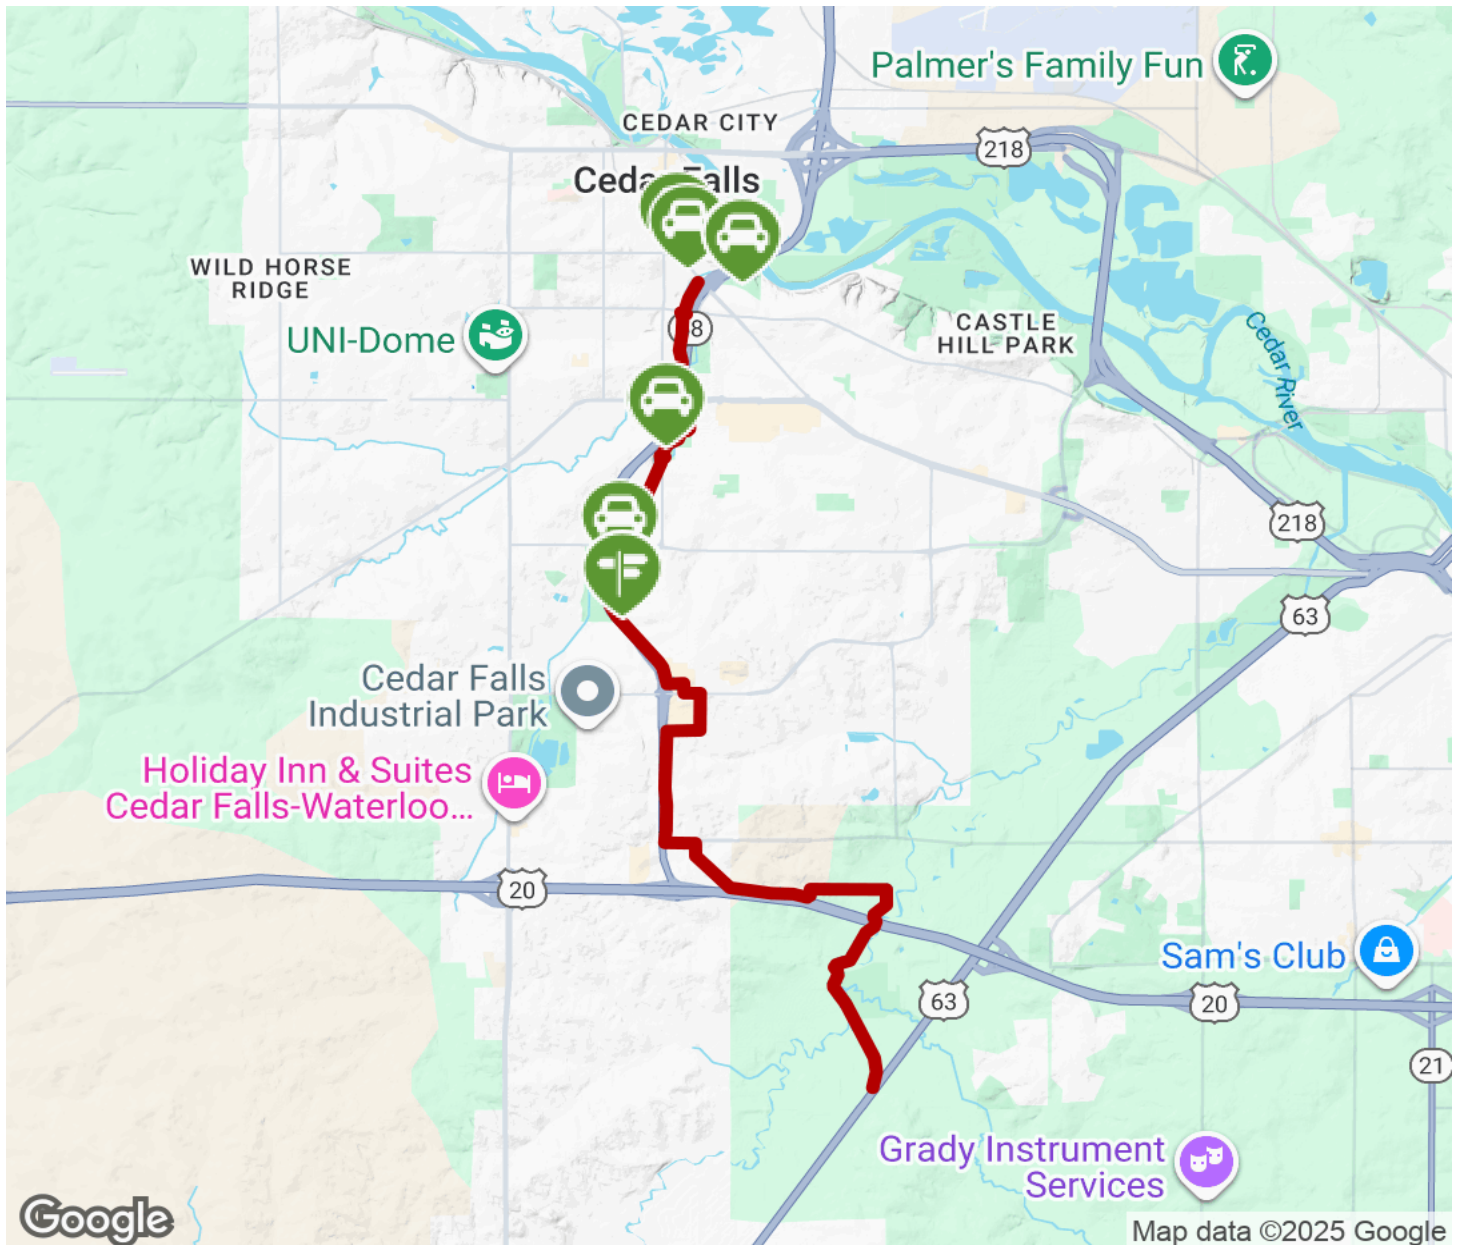 Palmer's Family Fun
CEDAR CITY
218
Cedar Falls
WILD HORSE
RIDGE
UNI-Dome
CASTLE
HILL PARK
Cedar River
218
63
Cedar Falls
Industrial Park
Holiday Inn & Suites
Cedar Falls-Waterloo...
20
Sam's Club
63
20
21
Grady Instrument
Services
Google
Map data ©2025 Google